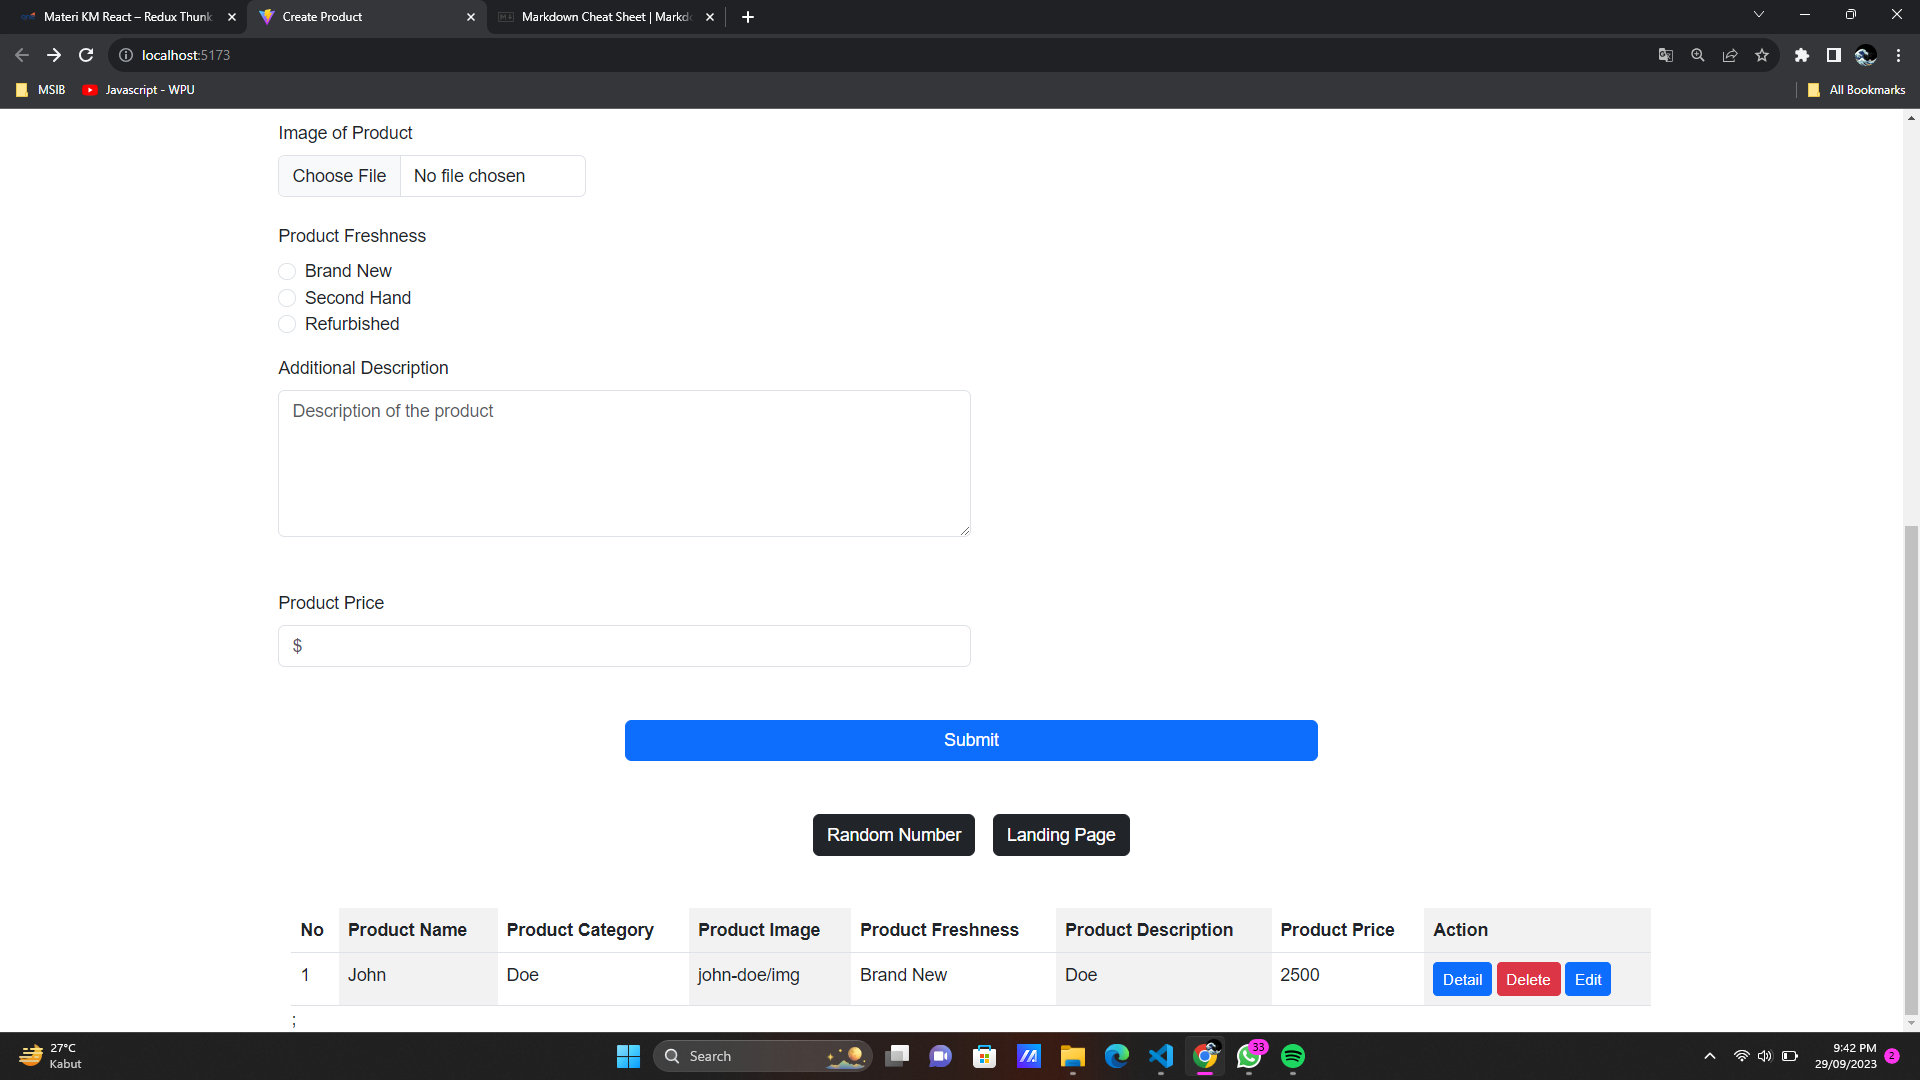 Materi KM React – Redux Thunk
Create Product
Markdown Cheat Sheet | Markd
localhost:5173
MSIB
Javascript - WPU
All Bookmarks
Image of Product
Choose File No file chosen
Product Freshness
Brand New
Second Hand
Refurbished
Additional Description
Description of the product
Product Price
$
Submit
Random Number Landing Page
No Product Name Product Category Product Image Product Freshness Product Description Product Price Action
1 John Doe john-doe/img Brand New Doe 2500 Detail Delete Edit
;
27°C
Kabut
Search
33
9:42 PM
29/09/2023
2